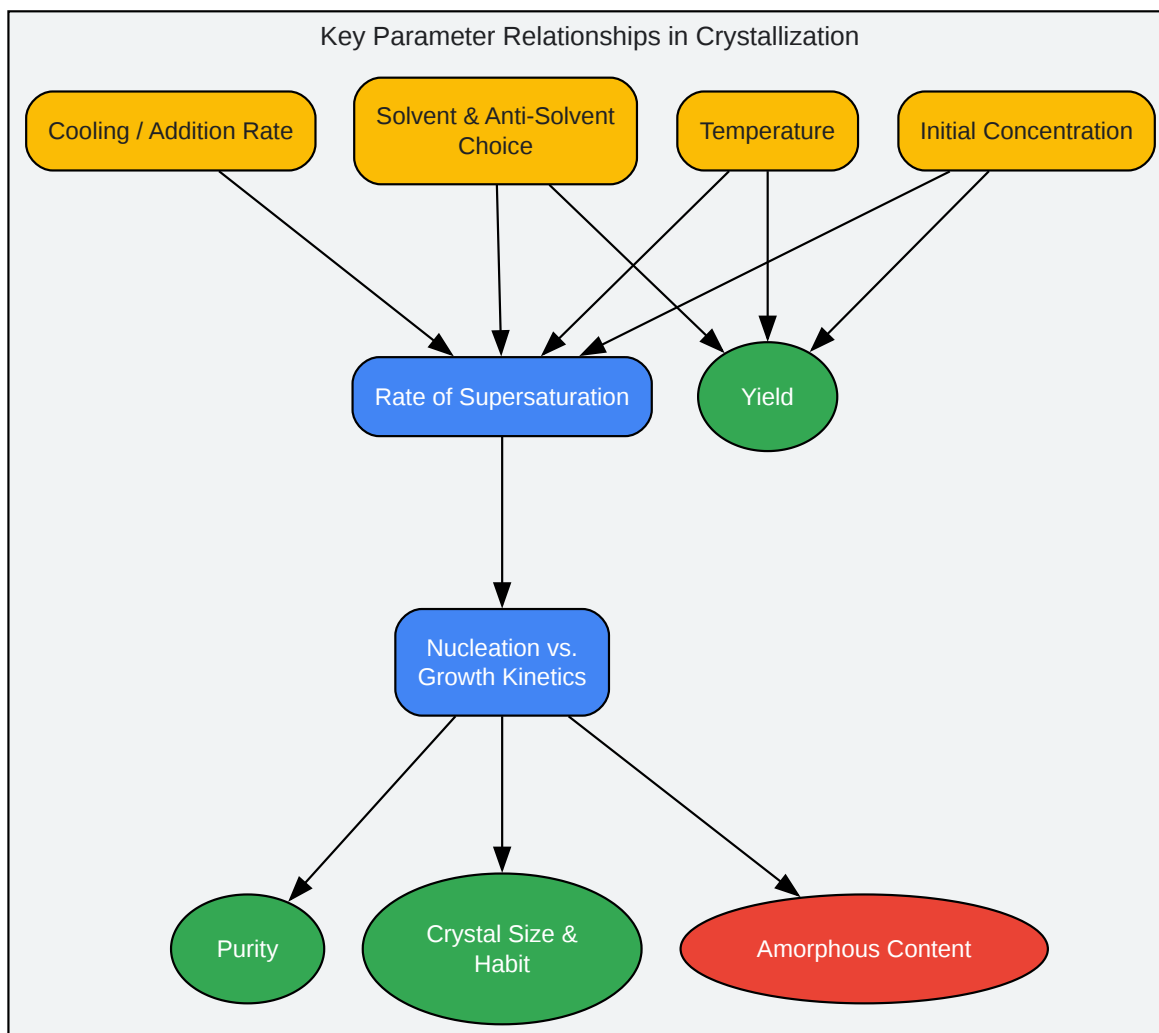 Key Parameter Relationships in Crystallization
Cooling / Addition Rate
Solvent & Anti-Solvent
Choice
Temperature
Initial Concentration
Rate of Supersaturation
Yield
Nucleation vs.
Growth Kinetics
Purity
Crystal Size &
Habit
Amorphous Content